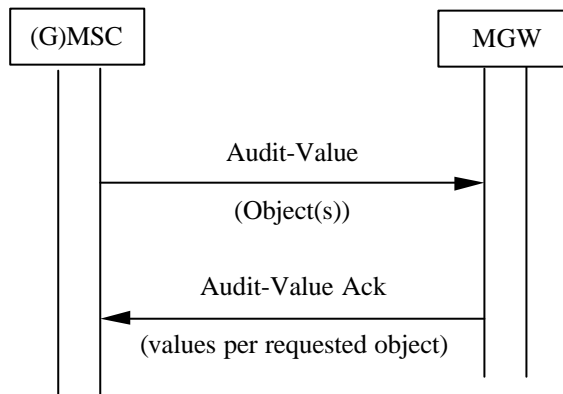 (G)MSC
MGW
Audit-Value
(Object(s))
Audit-Value Ack
(values per requested object)